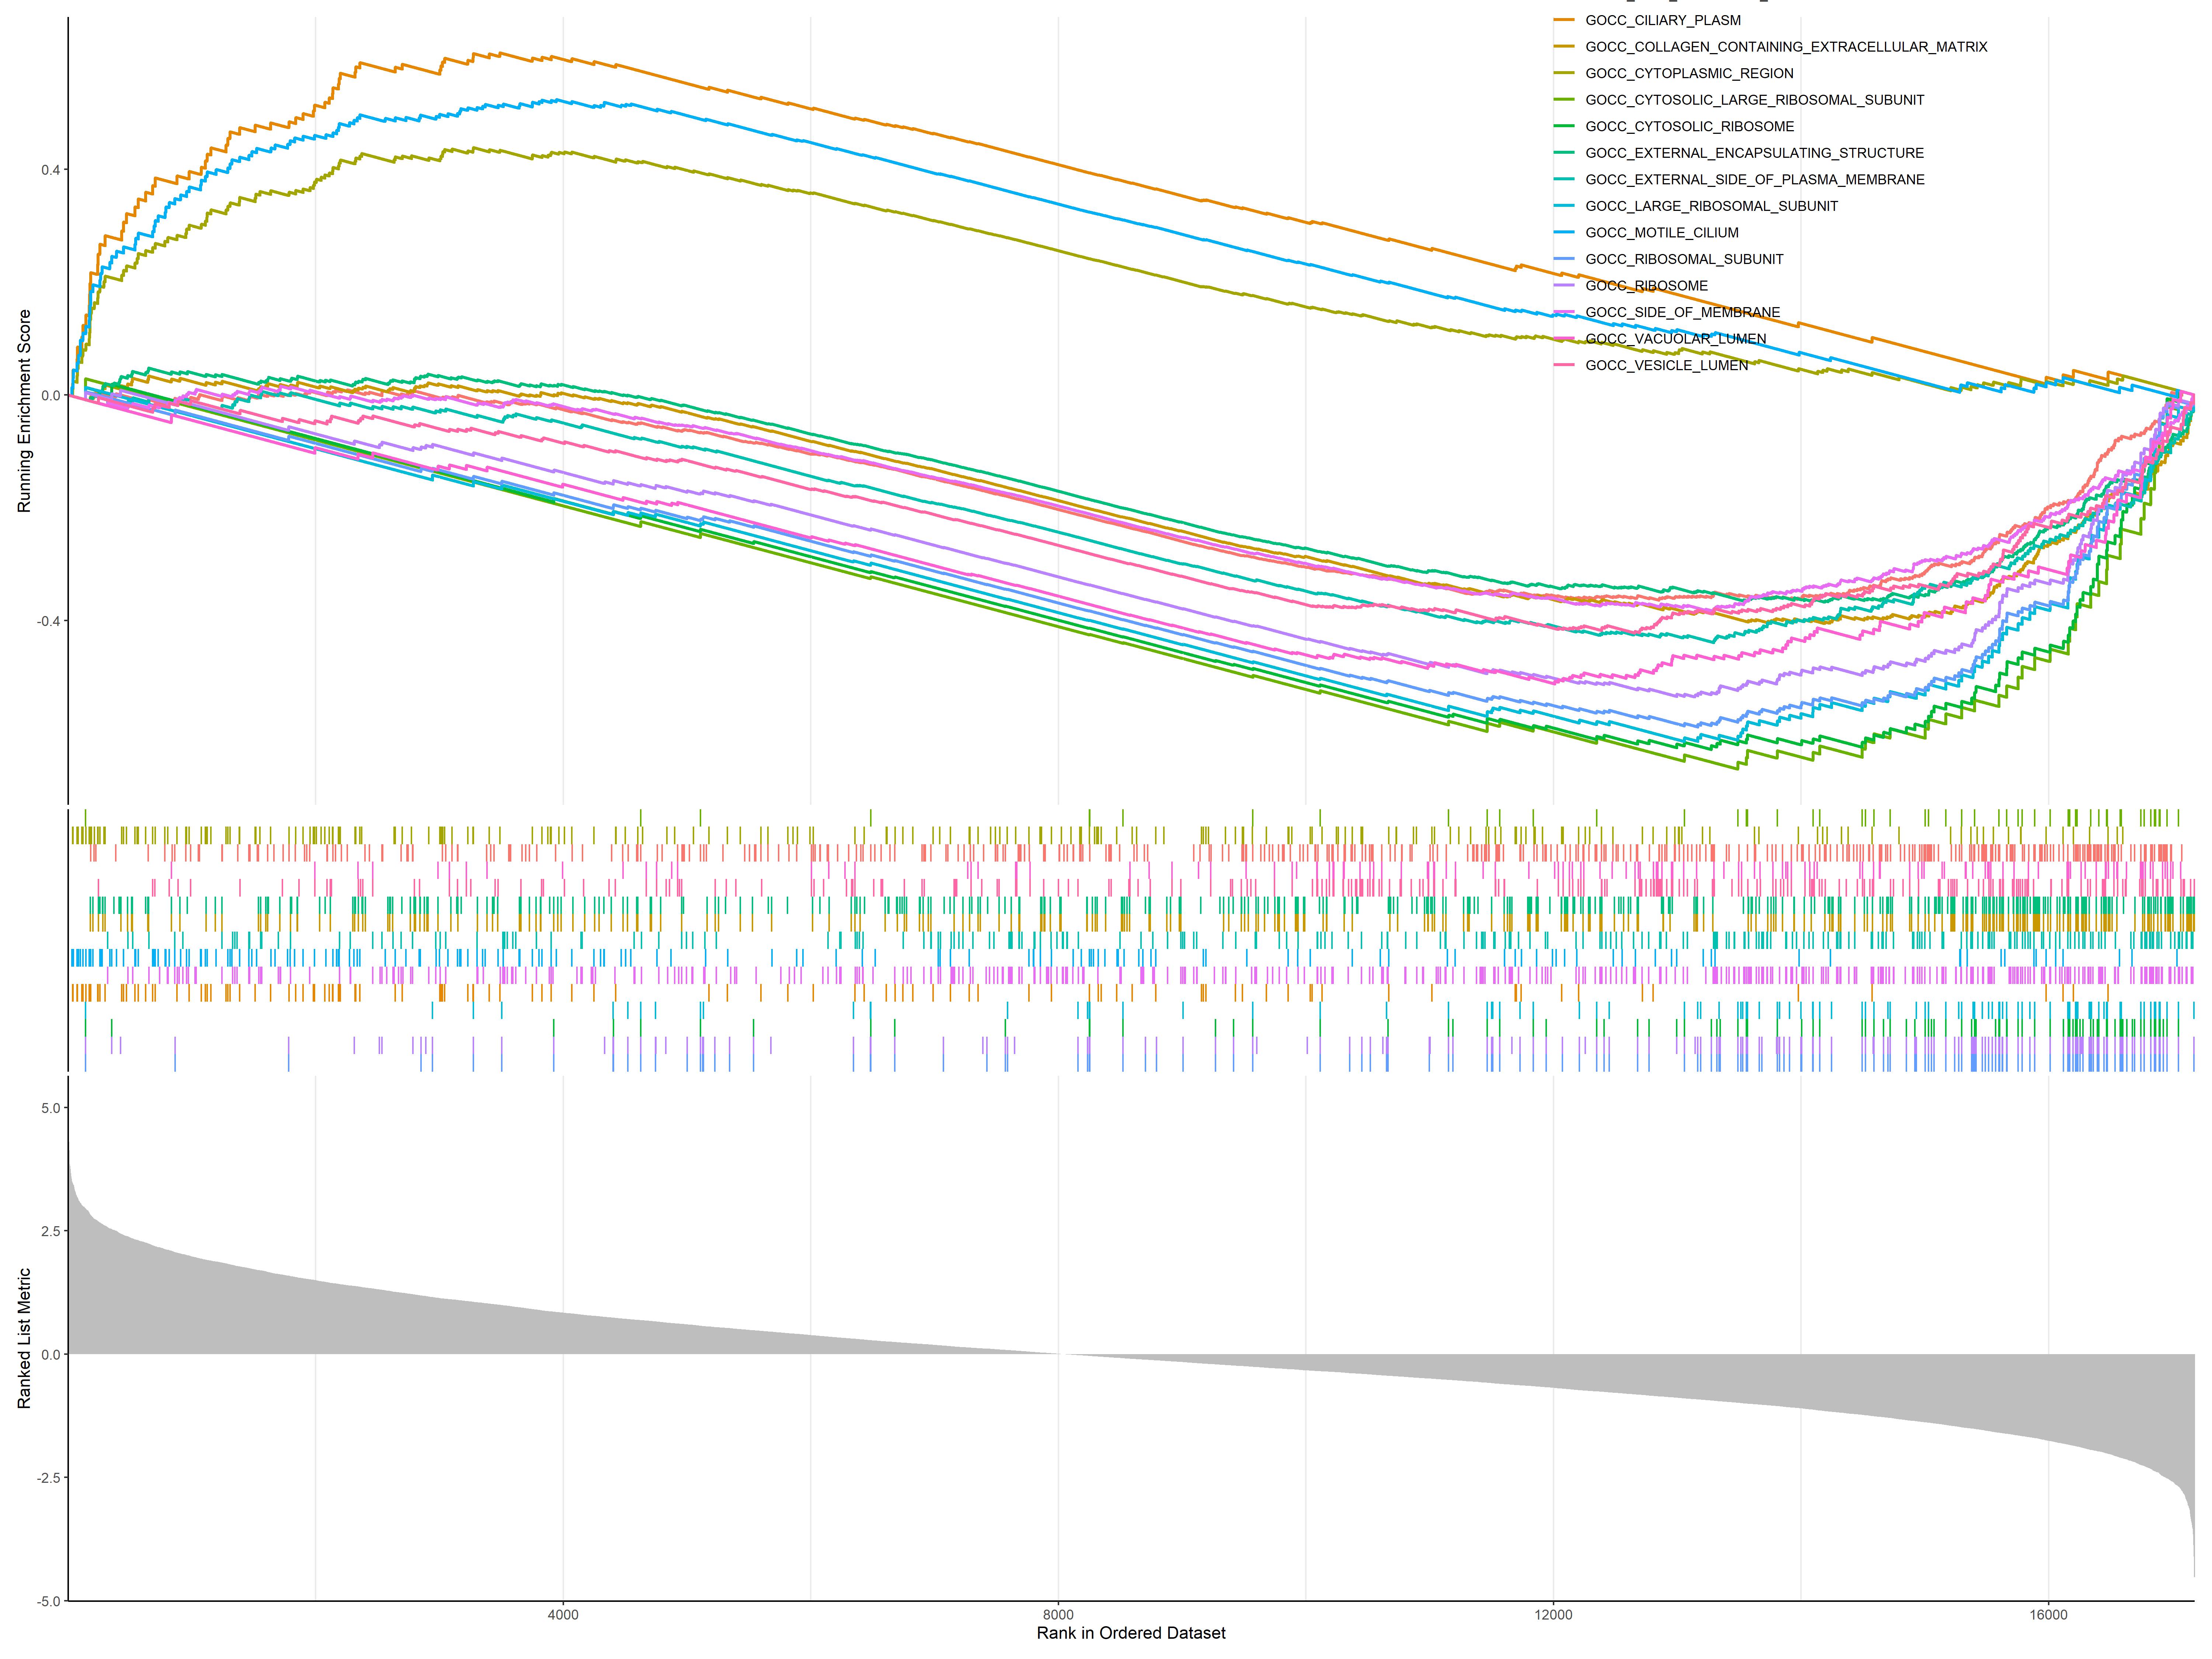 GOCC_CILIARY_PLASM
GOCC_COLLAGEN_CONTAINING_EXTRACELLULAR_MATRIX
GOCC_CYTOPLASMIC_REGION
GOCC_CYTOSOLIC_LARGE_RIBOSOMAL_SUBUNIT
GOCC_CYTOSOLIC_RIBOSOME
GOCC_EXTERNAL_ENCAPSULATING_STRUCTURE
GOCC_EXTERNAL_SIDE_OF_PLASMA_MEMBRANE
GOCC_LARGE_RIBOSOMAL_SUBUNIT
GOCC_MOTILE_CILIUM
GOCC_RIBOSOMAL_SUBUNIT
GOCC_RIBOSOME
GOCC_SIDE_OF_MEMBRANE
GOCC_VACUOLAR_LUMEN
GOCC_VESICLE_LUMEN
Running Enrichment Score
0.4
0.0
-0.4
Ranked List Metric
5.0
2.5
0.0
-2.5
-5.0
4000
8000
12000
16000
Rank in Ordered Dataset